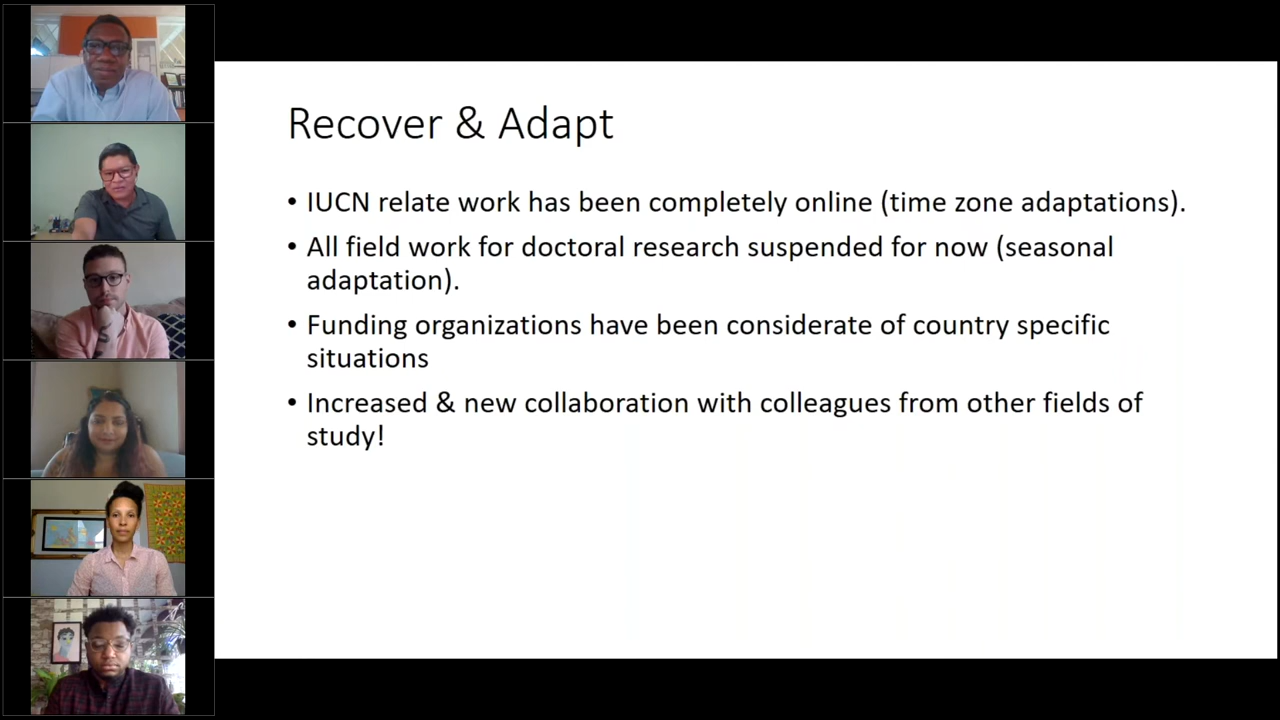 Recover & Adapt
• IUCN relate work has been completely online (time zone adaptations).
• All field work for doctoral research suspended for now (seasonal
adaptation).
• Funding organizations have been considerate of country specific
situations
• Increased & new collaboration with colleagues from other fields of
study!